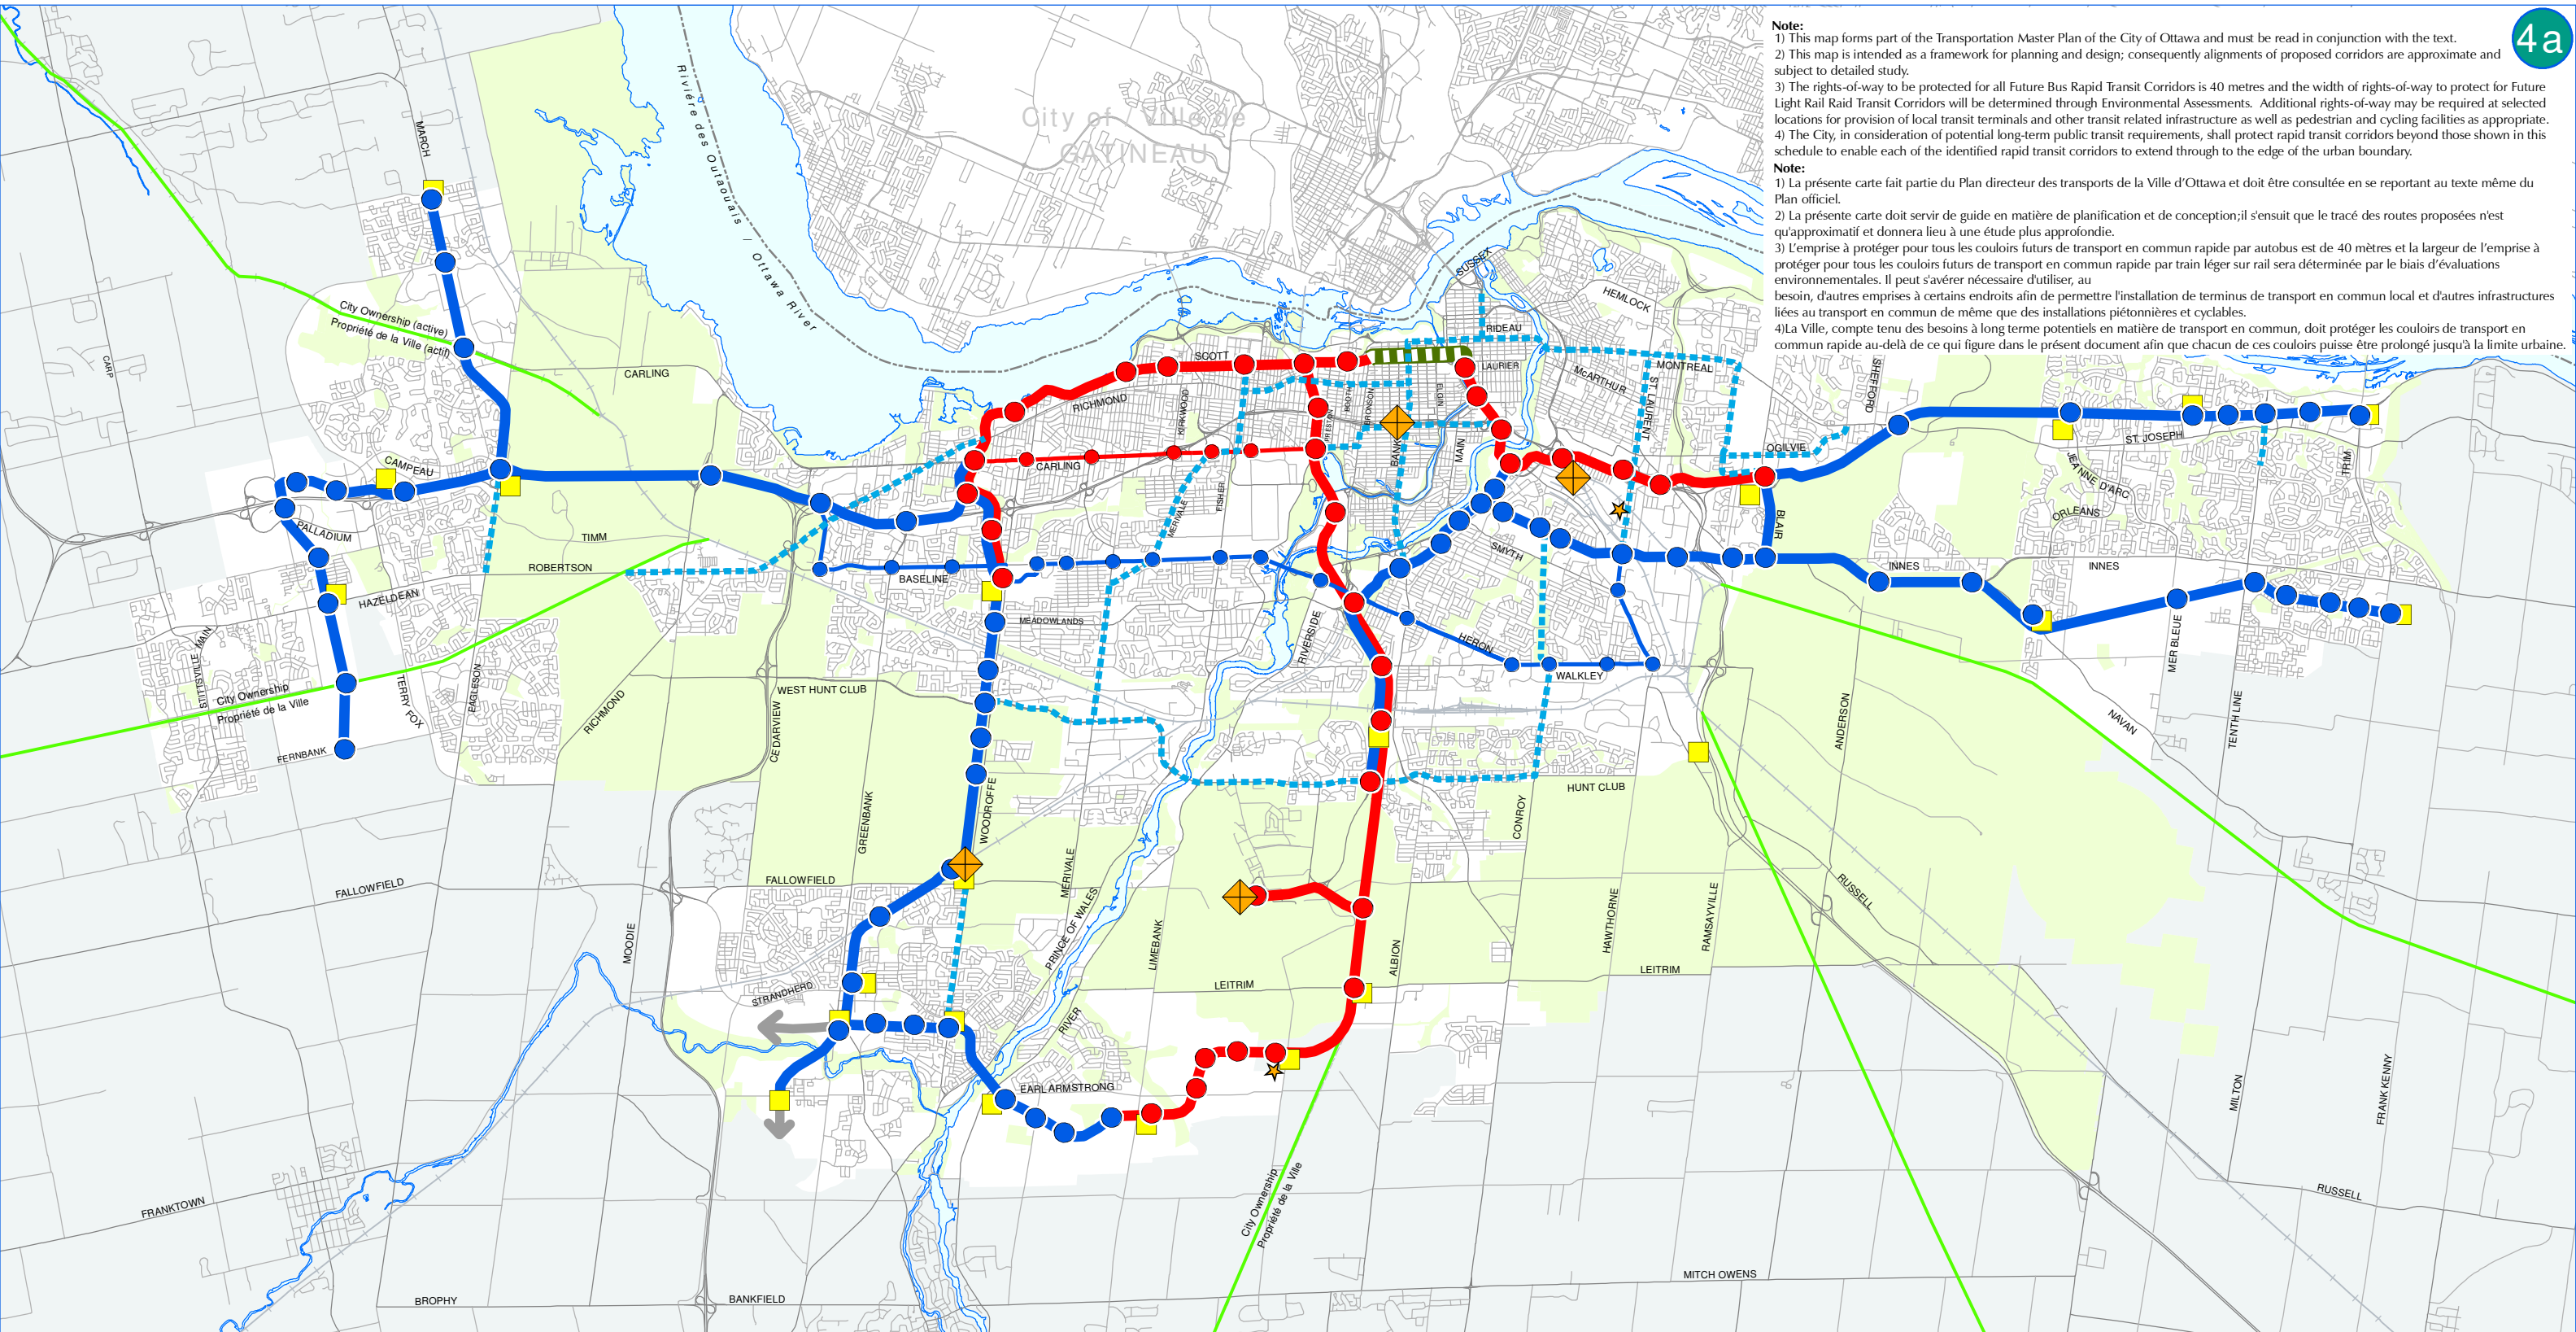 Note:
1) This map forms part of the Transportation Master Plan of the City of Ottawa and must be read in conjunction with the text.
2) This map is intended as a framework for planning and design; consequently alignments of proposed corridors are approximate and
subject to detailed study.
3) The rights-of-way to be protected for all Future Bus Rapid Transit Corridors is 40 metres and the width of rights-of-way to protect for Future
Light Rail Raid Transit Corridors will be determined through Environmental Assessments. Additional rights-of-way may be required at selected
locations for provision of local transit terminals and other transit related infrastructure as well as pedestrian and cycling facilities as appropriate.
4) The City, in consideration of potential long-term public transit requirements, shall protect rapid transit corridors beyond those shown in this
schedule to enable each of the identified rapid transit corridors to extend through to the edge of the urban boundary.
Note:
1) La présente carte fait partie du Plan directeur des transports de la Ville d’Ottawa et doit être consultée en se reportant au texte même du
Plan officiel.
2) La présente carte doit servir de guide en matière de planification et de conception;il s'ensuit que le tracé des routes proposées n'est
qu'approximatif et donnera lieu à une étude plus approfondie.
3) L’emprise à protéger pour tous les couloirs futurs de transport en commun rapide par autobus est de 40 mètres et la largeur de l’emprise à
protéger pour tous les couloirs futurs de transport en commun rapide par train léger sur rail sera déterminée par le biais d’évaluations
environnementales. Il peut s'avérer nécessaire d'utiliser, au
besoin, d'autres emprises à certains endroits afin de permettre l'installation de terminus de transport en commun local et d'autres infrastructures
liées au transport en commun de même que des installations piétonnières et cyclables.
4)La Ville, compte tenu des besoins à long terme potentiels en matière de transport en commun, doit protéger les couloirs de transport en
commun rapide au-delà de ce qui figure dans le présent document afin que chacun de ces couloirs puisse être prolongé jusqu'à la limite urbaine.
4a
City of / Ville de
GATINEAU
Rivière des Outaouais / Ottawa River
MARCH
CARP
City Ownership (active)
Propriété de la Ville (actif)
CARLING
CAMPEAU
PALLADIUM
TIMM
ROBERTSON
HAZELDEAN
MAIN
STITTSVILLE
City Ownership
Propriété de la Ville
TERRY FOX
EAGLESON
FERNBANK
RICHMOND
SCOTT
RICHMOND
KIRKWOOD
CARLING
MERIVALE
FISHER
BASELINE
MEADOWLANDS
WEST HUNT CLUB
CEDARVIEW
GREENBANK
WOODROFFE
PRESTON
BOOTH
BRONSON
BANK
ELGIN
MAIN
SUSSEX
RIDEAU
LAURIER
HEMLOCK
McARTHUR
ST. LAURENT
MONTREAL
SHEFFORD
OGILVIE
BLAIR
ST. JOSEPH
JEANNE D'ARC
ORLEANS
TRIM
INNES
INNES
SMYTH
RIVERSIDE
HERON
WALKLEY
HUNT CLUB
CONROY
ANDERSON
MER BLEUE
TENTH LINE
NAVAN
FALLOWFIELD
FALLOWFIELD
MOODIE
MERIVALE
PRINCE OF WALES
LIMEBANK
ALBION
HAWTHORNE
RAMSAYVILLE
RUSSELL
LEITRIM
LEITRIM
STRANDHERD
RIVER
EARL ARMSTRONG
City Ownership
Propriété de la Ville
MILTON
FRANK KENNY
RUSSELL
FRANKTOWN
BROPHY
BANKFIELD
MITCH OWENS